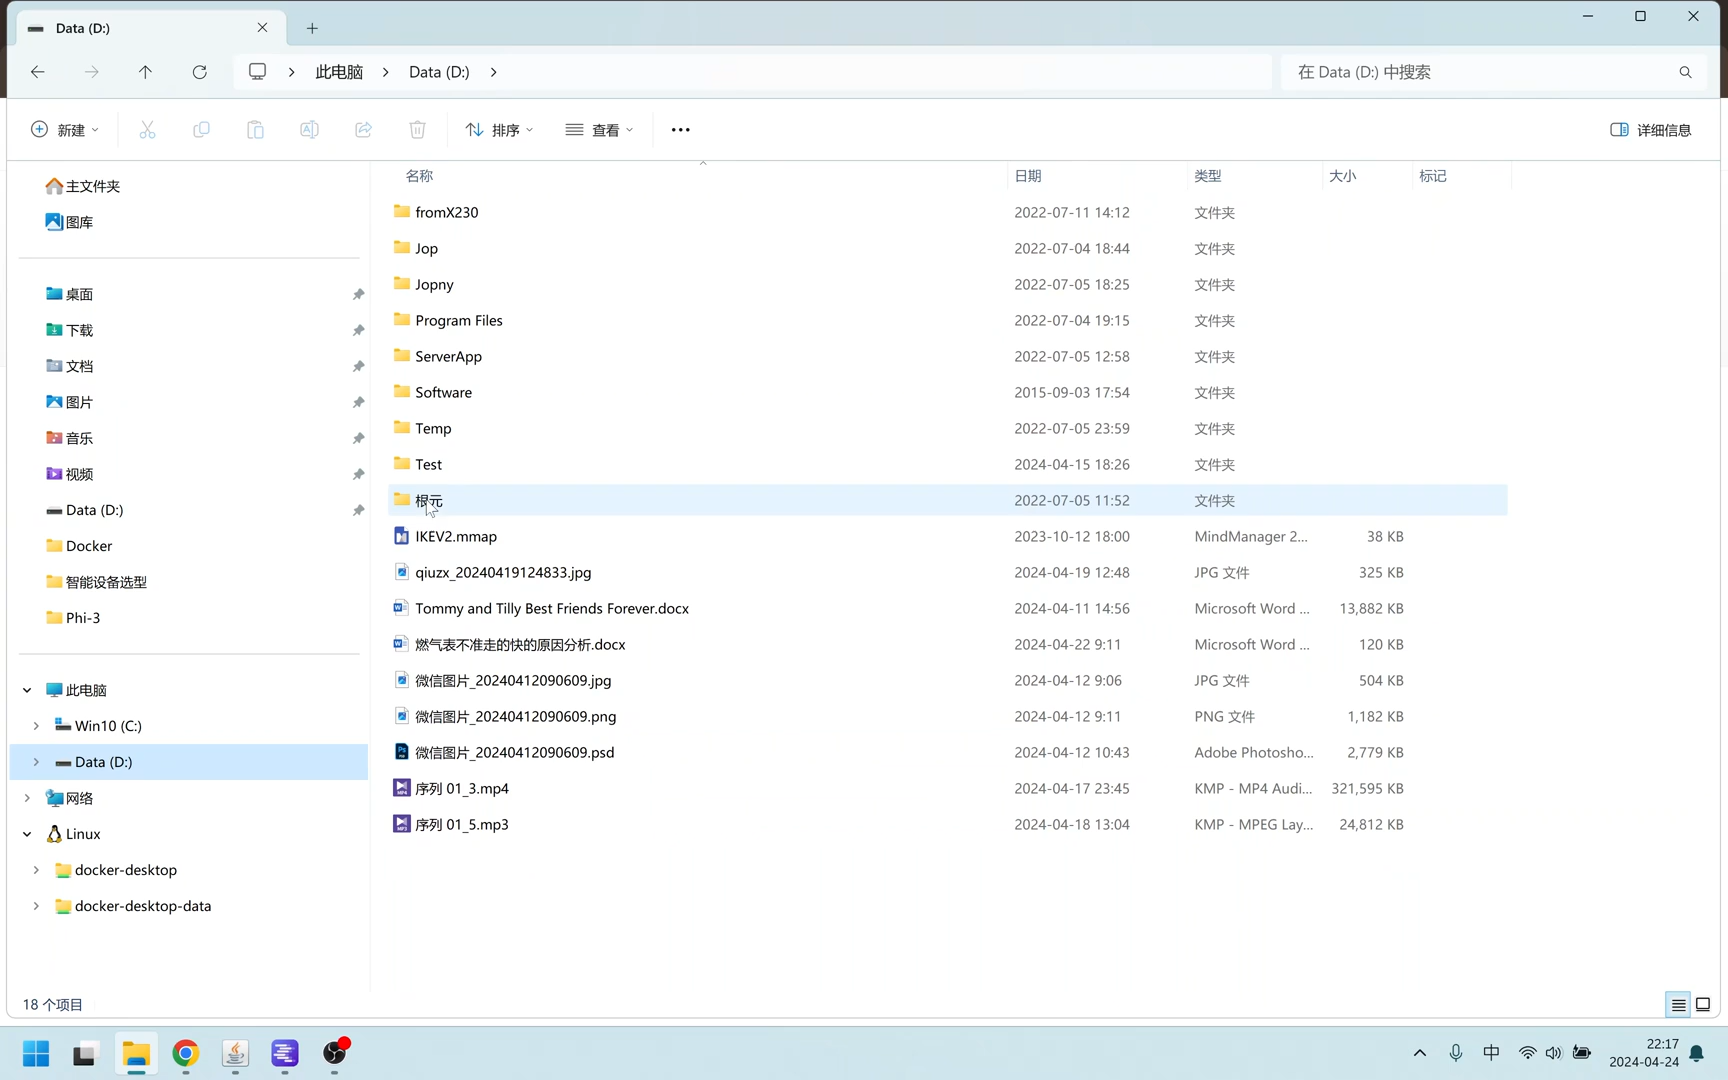 Data (D:)
此电脑 Data (D:)
在 Data (D:) 中搜索
新建 排序 查看 详细信息
名称 日期 类型 大小 标记
主文件夹
图库
桌面
下载
文档
图片
音乐
视频
Data (D:)
Docker
智能设备选型
Phi-3
此电脑
Win10 (C:)
Data (D:)
网络
Linux
docker-desktop
docker-desktop-data
fromX230 2022-07-11 14:12 文件夹
Jop 2022-07-04 18:44 文件夹
Jopny 2022-07-05 18:25 文件夹
Program Files 2022-07-04 19:15 文件夹
ServerApp 2022-07-05 12:58 文件夹
Software 2015-09-03 17:54 文件夹
Temp 2022-07-05 23:59 文件夹
Test 2024-04-15 18:26 文件夹
根元 2022-07-05 11:52 文件夹
IKEV2.mmap 2023-10-12 18:00 MindManager 2... 38 KB
qiuzx_20240419124833.jpg 2024-04-19 12:48 JPG 文件 325 KB
Tommy and Tilly Best Friends Forever.docx 2024-04-11 14:56 Microsoft Word ... 13,882 KB
燃气表不准走的快的原因分析.docx 2024-04-22 9:11 Microsoft Word ... 120 KB
微信图片_20240412090609.jpg 2024-04-12 9:06 JPG 文件 504 KB
微信图片_20240412090609.png 2024-04-12 9:11 PNG 文件 1,182 KB
微信图片_20240412090609.psd 2024-04-12 10:43 Adobe Photosho... 2,779 KB
序列 01_3.mp4 2024-04-17 23:45 KMP - MP4 Audi... 321,595 KB
序列 01_5.mp3 2024-04-18 13:04 KMP - MPEG Lay... 24,812 KB
18 个项目
中
22:17
2024-04-24